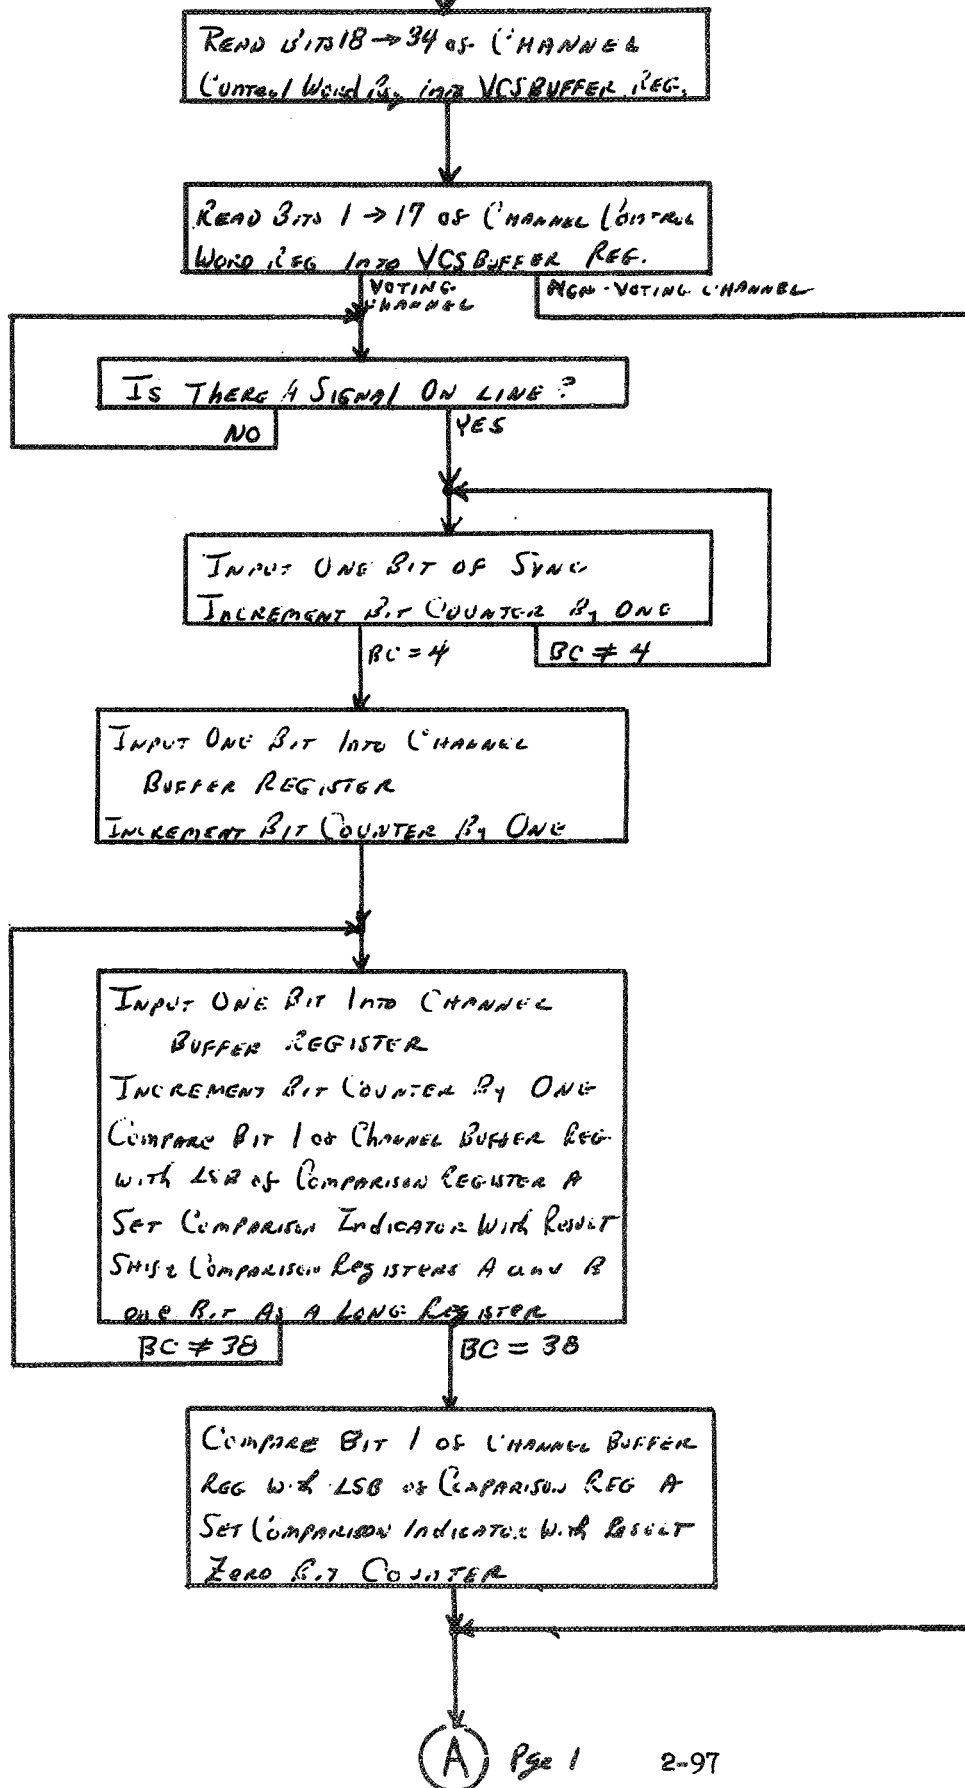 READ BITS 18 → 34 OF CHANNEL
CONTROL WORD REG. INTO VCS BUFFER REG.
READ BITS 1 → 17 OF CHANNEL CONTROL
WORD REG INTO VCS BUFFER REG.
VOTING
CHANNEL
NON-VOTING CHANNEL
IS THERE A SIGNAL ON LINE?
NO
YES
INPUT ONE BIT OF SYNC
INCREMENT BIT COUNTER BY ONE
BC = 4
BC ≠ 4
INPUT ONE BIT INTO CHANNEL
BUFFER REGISTER
INCREMENT BIT COUNTER BY ONE
INPUT ONE BIT INTO CHANNEL
BUFFER REGISTER
INCREMENT BIT COUNTER BY ONE
COMPARE BIT 1 OF CHANNEL BUFFER REG.
WITH LSB OF COMPARISON REGISTER A
SET COMPARISON INDICATOR WITH RESULT
SHIFT COMPARISON REGISTERS A AND B
ONE BIT AS A LONG REGISTER
BC ≠ 38
BC = 38
COMPARE BIT 1 OF CHANNEL BUFFER
REG WITH LSB OF COMPARISON REG A
SET COMPARISON INDICATOR WITH RESULT
ZERO BIT COUNTER
A Pge 1 2-97